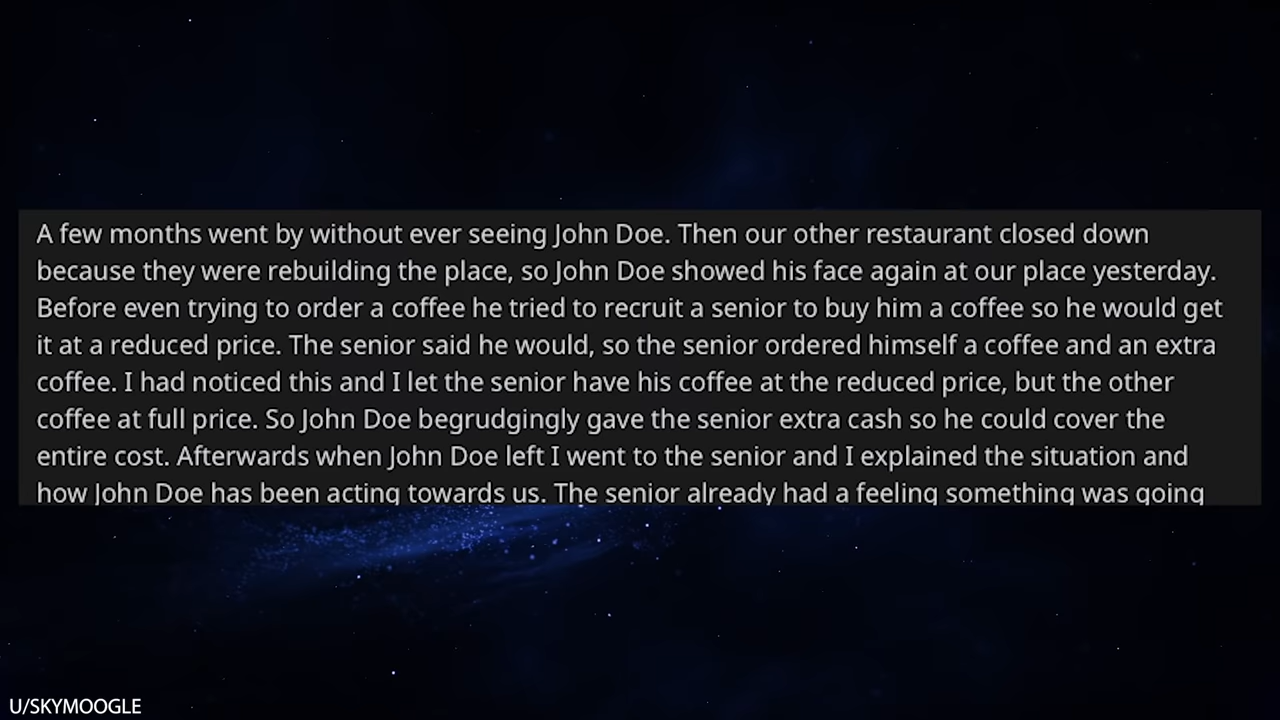 A few months went by without ever seeing John Doe. Then our other restaurant closed down
because they were rebuilding the place, so John Doe showed his face again at our place yesterday.
Before even trying to order a coffee he tried to recruit a senior to buy him a coffee so he would get
it at a reduced price. The senior said he would, so the senior ordered himself a coffee and an extra
coffee. I had noticed this and I let the senior have his coffee at the reduced price, but the other
coffee at full price. So John Doe begrudgingly gave the senior extra cash so he could cover the
entire cost. Afterwards when John Doe left I went to the senior and I explained the situation and
how John Doe has been acting towards us. The senior already had a feeling something was going
U/SKYMOOGLE